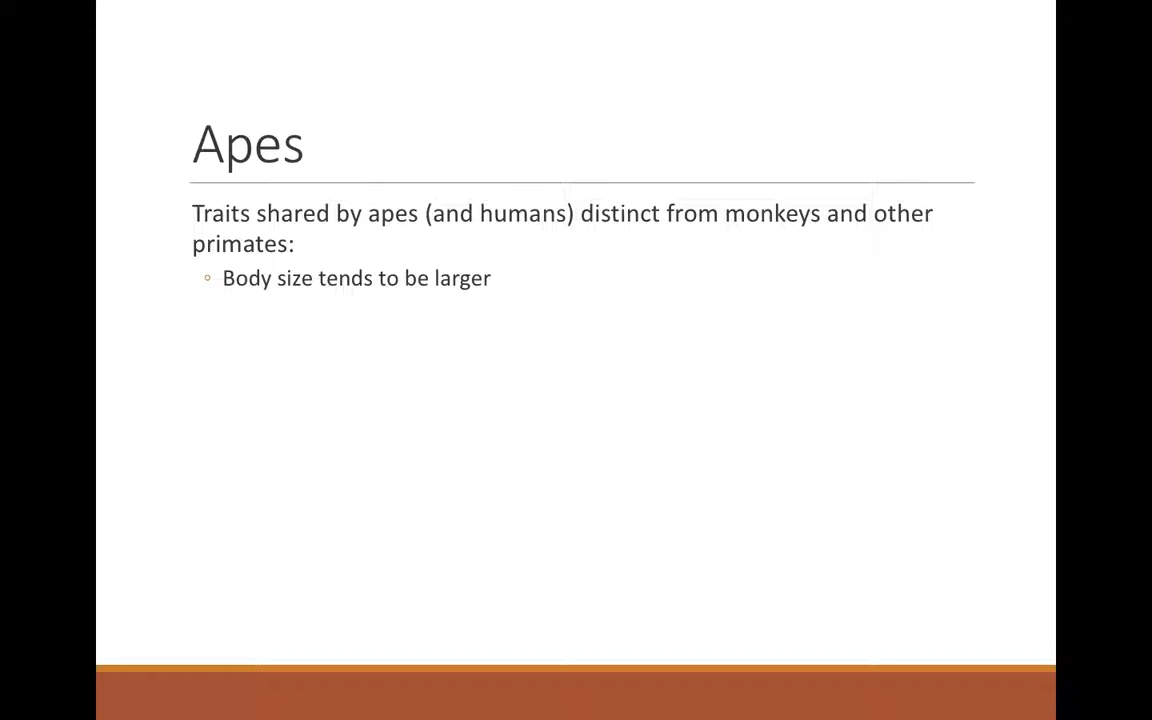 Apes
Traits shared by apes (and humans) distinct from monkeys and other
primates:
◦ Body size tends to be larger